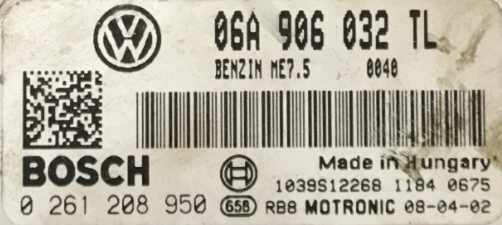 06A 906 032 TL
BENZIN ME7.5 0040
BOSCH
Made in Hungary
1039S12268 1184 0675
0 261 208 950 658 RB8 MOTRONIC 08-04-02